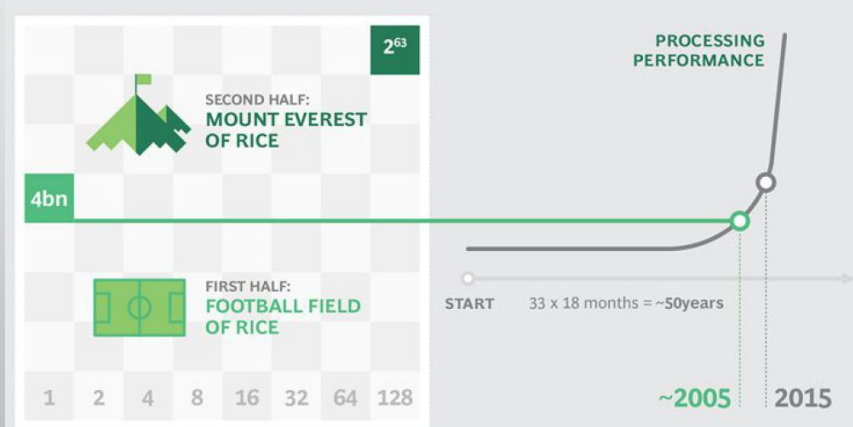 2⁶³
SECOND HALF:
MOUNT EVEREST
OF RICE
4bn
FIRST HALF:
FOOTBALL FIELD
OF RICE
1 2 4 8 16 32 64 128
PROCESSING
PERFORMANCE
START 33 x 18 months = ~50years
~2005 2015